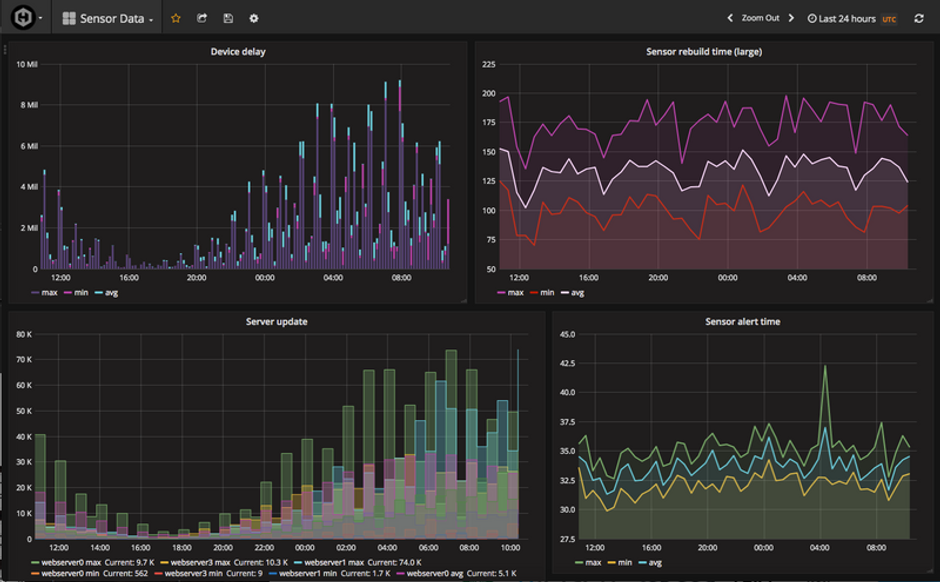 Sensor Data
Zoom Out
Last 24 hours UTC
Device delay
10 Mil
8 Mil
6 Mil
4 Mil
2 Mil
0
12:00 16:00 20:00 00:00 04:00 08:00
max min avg
Sensor rebuild time (large)
225
200
175
150
125
100
75
50
12:00 16:00 20:00 00:00 04:00 08:00
max min avg
Server update
80 K
70 K
60 K
50 K
40 K
30 K
20 K
10 K
0
12:00 14:00 16:00 18:00 20:00 22:00 00:00 02:00 04:00 06:00 08:00 10:00
webserver0 max Current: 9.7 K webserver3 max Current: 10.3 K webserver1 max Current: 74.0 K
webserver0 min Current: 562 webserver3 min Current: 9 webserver1 min Current: 1.7 K webserver0 avg Current: 5.1 K
Sensor alert time
45.0
42.5
40.0
37.5
35.0
32.5
30.0
27.5
12:00 16:00 20:00 00:00 04:00 08:00
max min avg